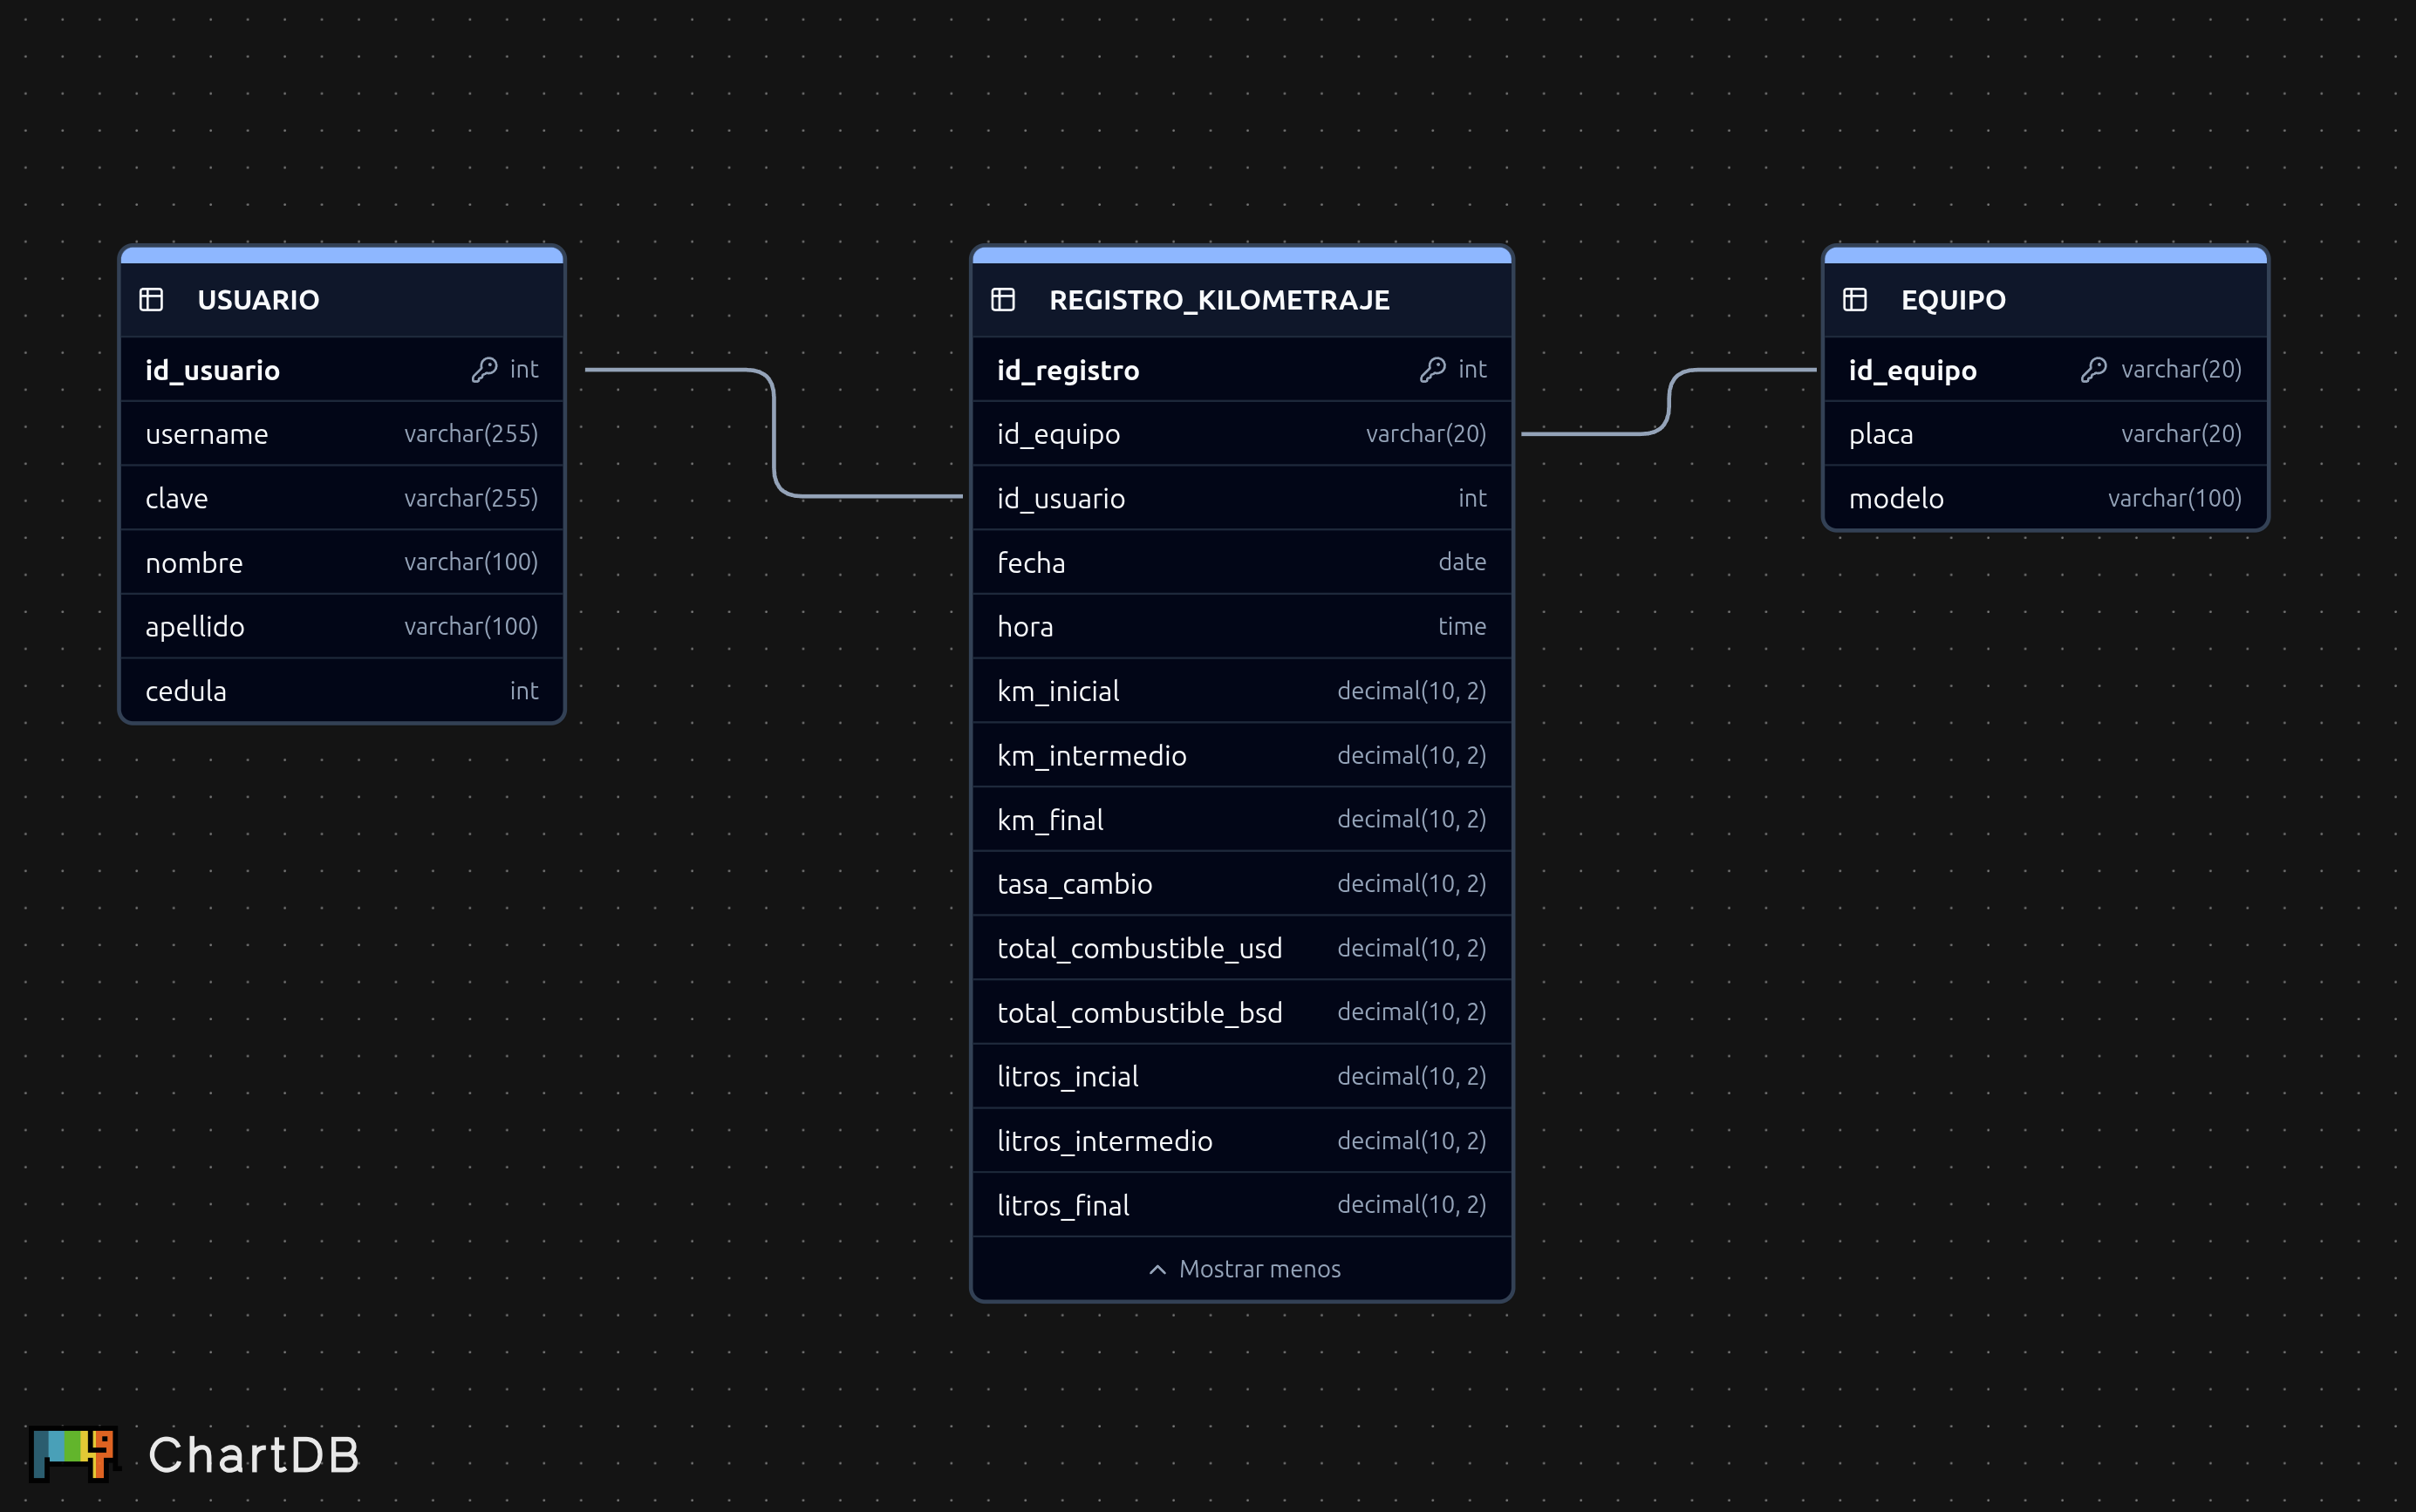 USUARIO
id_usuario int
username varchar(255)
clave varchar(255)
nombre varchar(100)
apellido varchar(100)
cedula int
REGISTRO_KILOMETRAJE
id_registro int
id_equipo varchar(20)
id_usuario int
fecha date
hora time
km_inicial decimal(10, 2)
km_intermedio decimal(10, 2)
km_final decimal(10, 2)
tasa_cambio decimal(10, 2)
total_combustible_usd decimal(10, 2)
total_combustible_bsd decimal(10, 2)
litros_incial decimal(10, 2)
litros_intermedio decimal(10, 2)
litros_final decimal(10, 2)
Mostrar menos
EQUIPO
id_equipo varchar(20)
placa varchar(20)
modelo varchar(100)
ChartDB